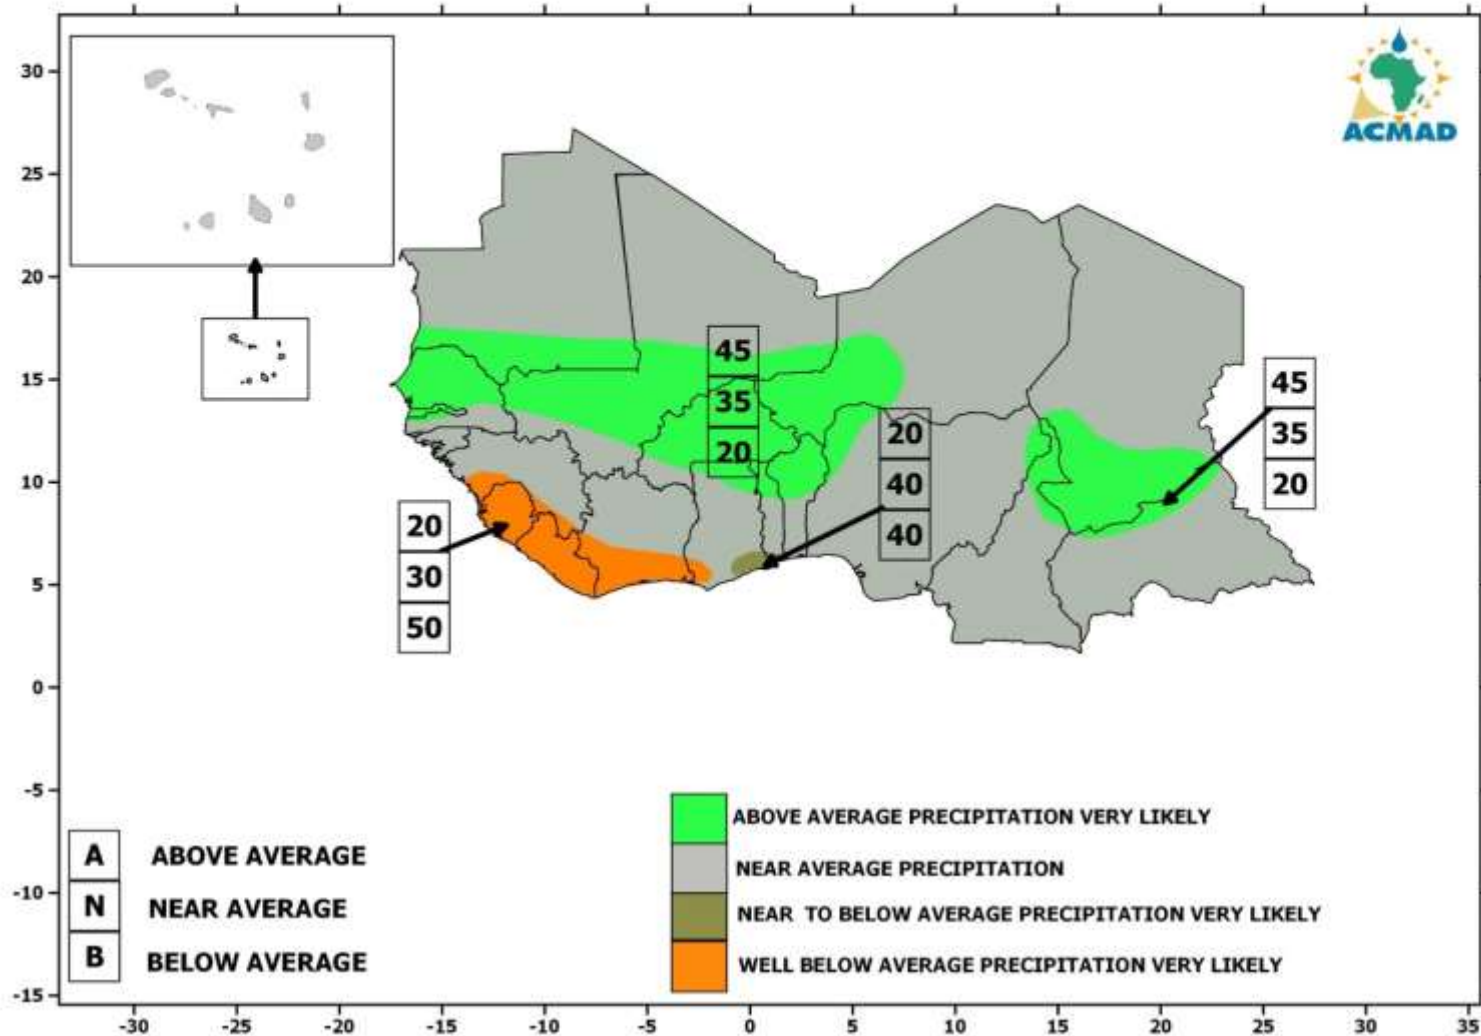 ACMAD
30
25
20
15
10
5
0
-5
-10
-15
45
35
20
20
40
40
45
35
20
20
30
50
A ABOVE AVERAGE
N NEAR AVERAGE
B BELOW AVERAGE
ABOVE AVERAGE PRECIPITATION VERY LIKELY
NEAR AVERAGE PRECIPITATION
NEAR TO BELOW AVERAGE PRECIPITATION VERY LIKELY
WELL BELOW AVERAGE PRECIPITATION VERY LIKELY
-30 -25 -20 -15 -10 -5 0 5 10 15 20 25 30 35